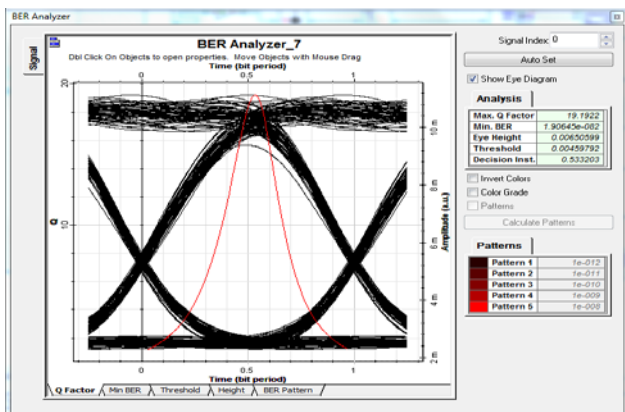 BER Analyzer
Signal
BER Analyzer_7
Dbl Click On Objects to open properties. Move Objects with Mouse Drag
Time (bit period)
0 0.5 1
20
10
Q
10 m
8 m
6 m
4 m
2 m
Amplitude (a.u.)
0 0.5 1
Time (bit period)
Q Factor Min BER Threshold Height BER Pattern
Signal Index: 0
Auto Set
Show Eye Diagram
Analysis
Max. Q Factor 19.1922
Min. BER 1.90645e-082
Eye Height 0.00650599
Threshold 0.00459792
Decision Inst. 0.533203
Invert Colors
Color Grade
Patterns
Calculate Patterns
Patterns
Pattern 1 1e-012
Pattern 2 1e-011
Pattern 3 1e-010
Pattern 4 1e-009
Pattern 5 1e-008